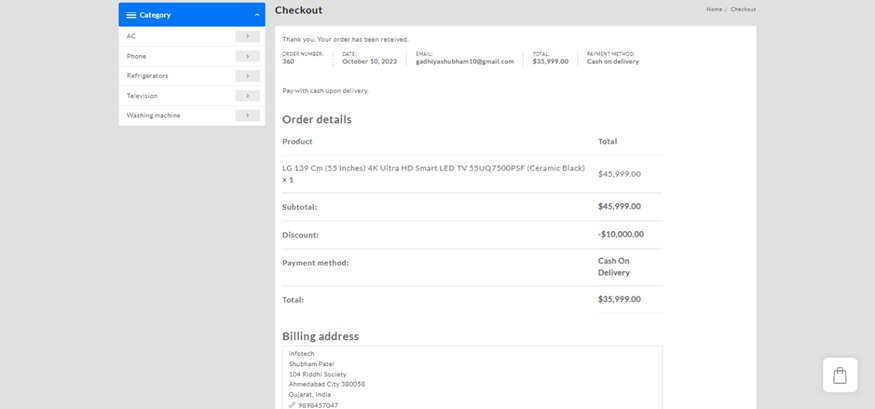 Category
AC
Phone
Refrigerators
Television
Washing machine
Checkout
Home / Checkout
Thank you. Your order has been received.
ORDER NUMBER:
360
DATE:
October 10, 2022
EMAIL:
gadhiyashubham10@gmail.com
TOTAL:
$35,999.00
PAYMENT METHOD:
Cash on delivery
Pay with cash upon delivery.
Order details
Product Total
LG 139 Cm (55 Inches) 4K Ultra HD Smart LED TV 55UQ7500PSF (Ceramic Black)
× 1
$45,999.00
Subtotal: $45,999.00
Discount: -$10,000.00
Payment method: Cash On
Delivery
Total: $35,999.00
Billing address
infotech
Shubham Patel
104 Riddhi Society
Ahmedabad City 380058
Gujarat, India
9898457047